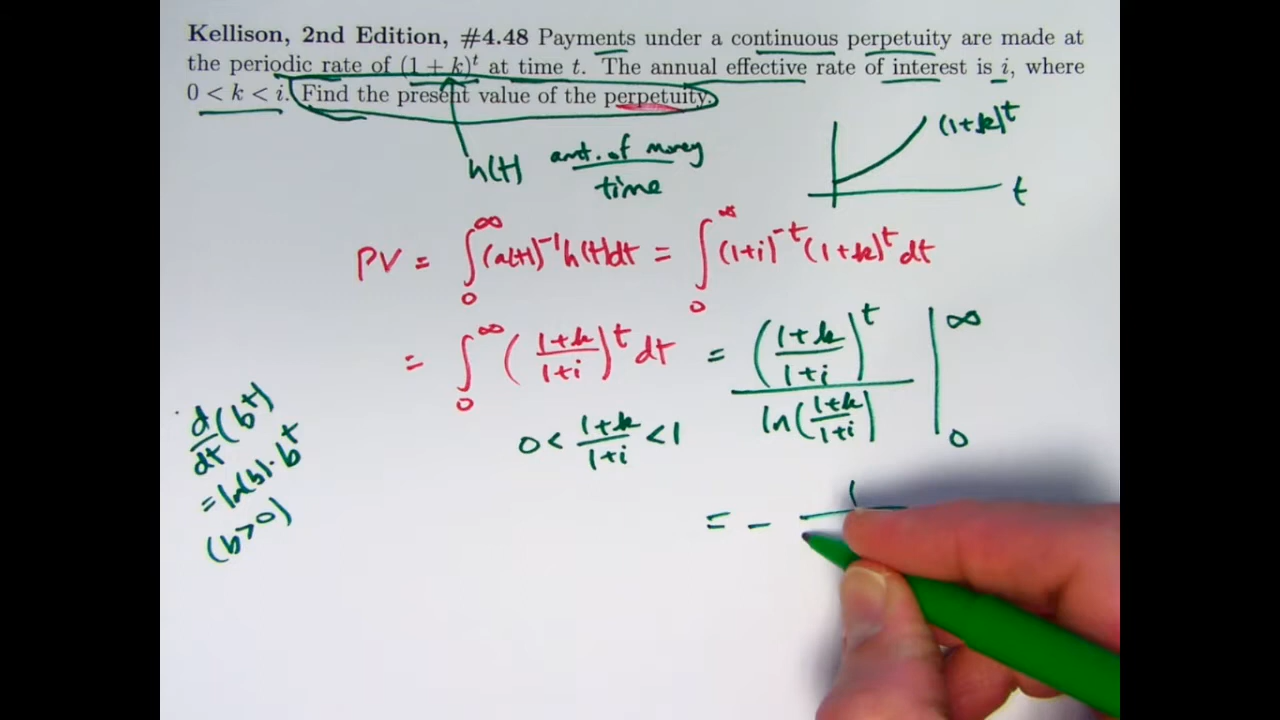 Kellison, 2nd Edition, #4.48 Payments under a continuous perpetuity are made at
the periodic rate of (1 + k)^t at time t. The annual effective rate of interest is i, where
0 < k < i. Find the present value of the perpetuity.
h(t) amt. of money / time
(1+k)^t
t
PV = ∫_0^∞ (a(t))^-1 h(t)dt = ∫_0^∞ (1+i)^-t (1+k)^t dt
= ∫_0^∞ ((1+k)/(1+i))^t dt = ((1+k)/(1+i))^t / ln((1+k)/(1+i)) |_0^∞
0 < (1+k)/(1+i) < 1
d/dt (b^t)
= ln(b)·b^t
(b>0)
= - 1